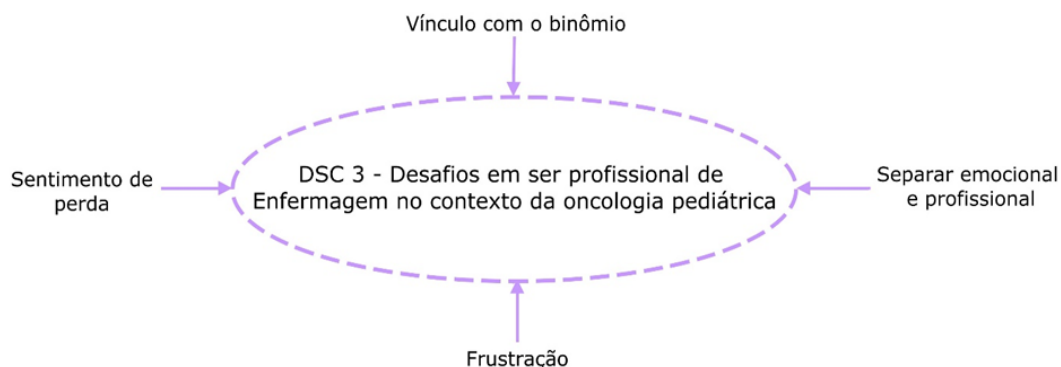 Vínculo com o binômio
Sentimento de
perda
DSC 3 - Desafios em ser profissional de
Enfermagem no contexto da oncologia pediátrica
Separar emocional
e profissional
Frustração